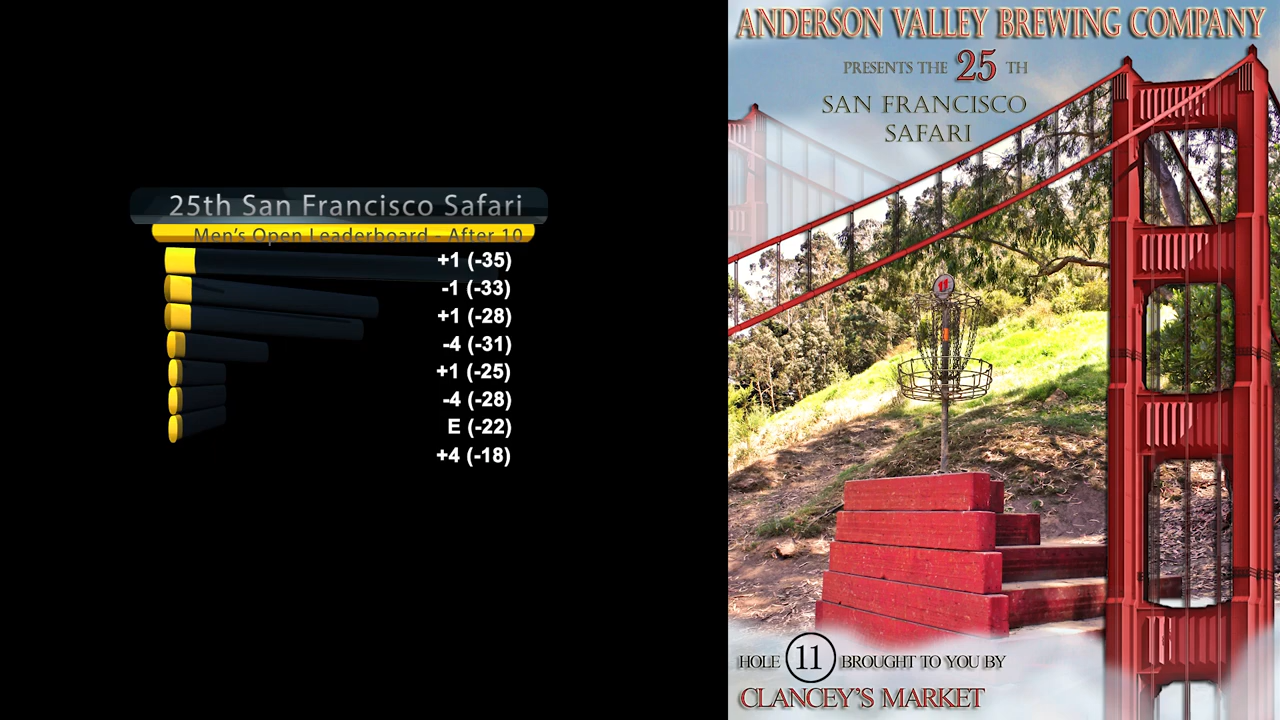 25th San Francisco Safari
Men's Open Leaderboard - After 10
+1 (-35)
-1 (-33)
+1 (-28)
-4 (-31)
+1 (-25)
-4 (-28)
E (-22)
+4 (-18)
ANDERSON VALLEY BREWING COMPANY
PRESENTS THE 25 TH
SAN FRANCISCO
SAFARI
HOLE 11 BROUGHT TO YOU BY
CLANCEY'S MARKET